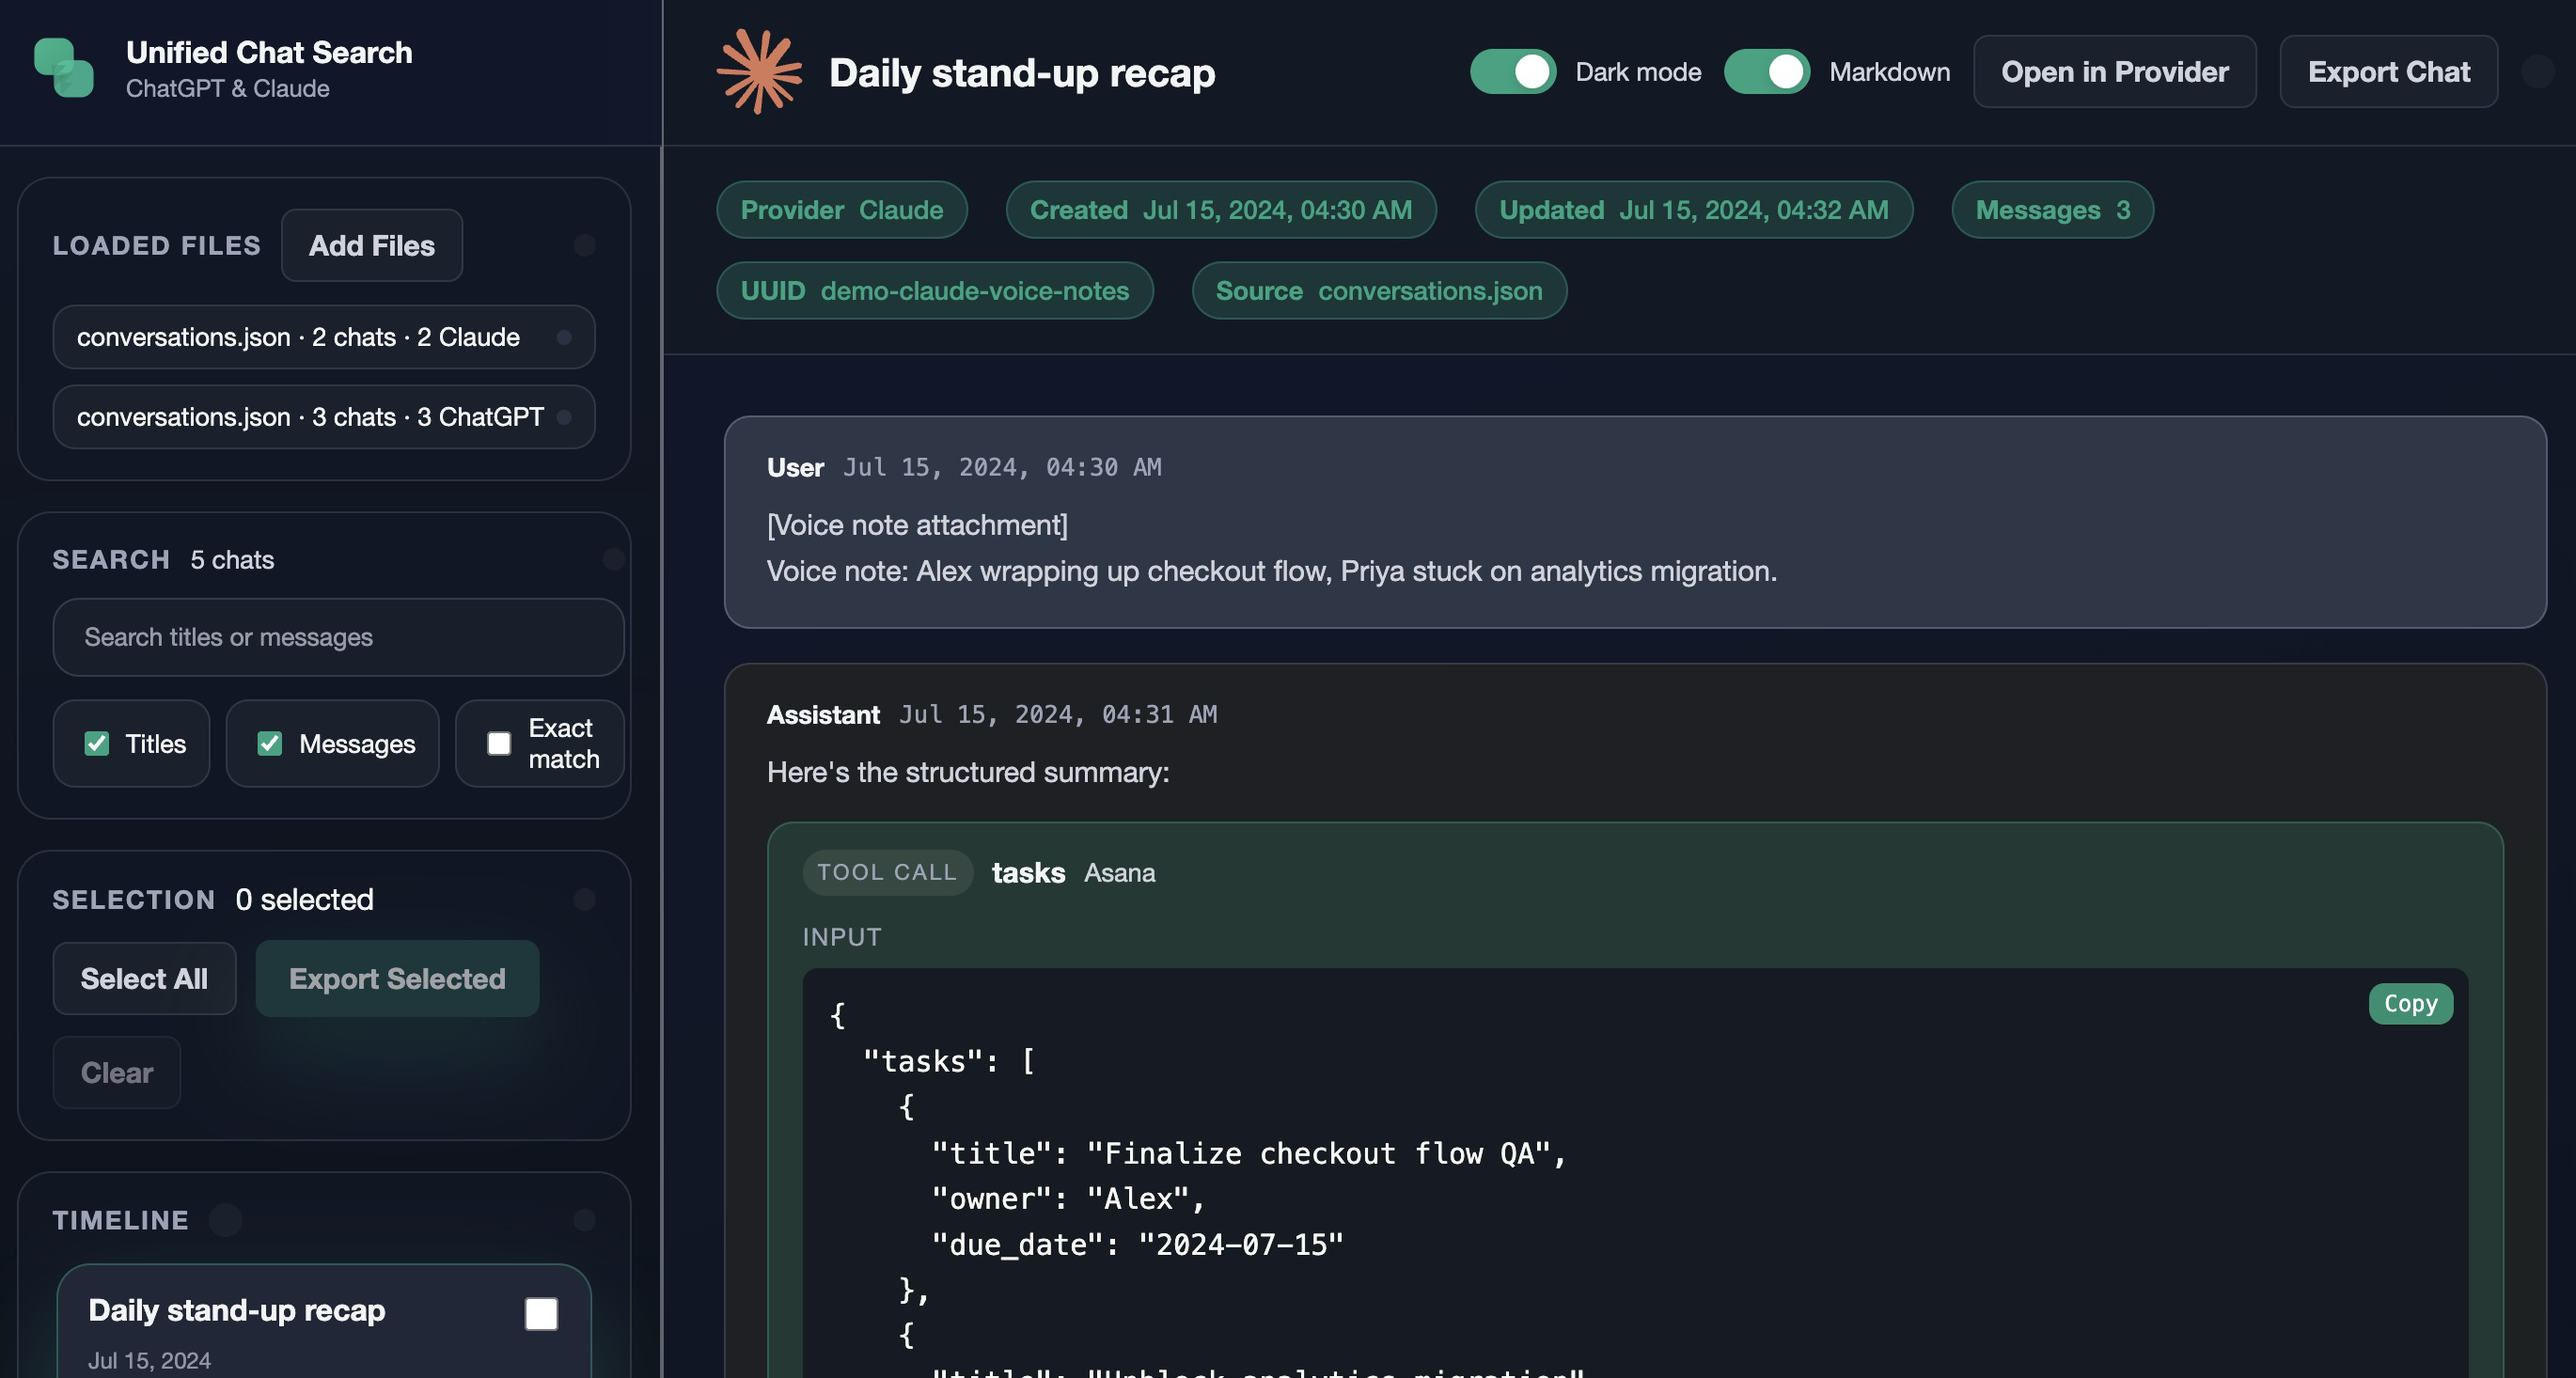 Unified Chat Search
ChatGPT & Claude
LOADED FILES Add Files
conversations.json · 2 chats · 2 Claude
conversations.json · 3 chats · 3 ChatGPT
SEARCH 5 chats
Search titles or messages
Titles Messages Exact match
SELECTION 0 selected
Select All Export Selected
Clear
TIMELINE
Daily stand-up recap
Jul 15, 2024
Daily stand-up recap Dark mode Markdown Open in Provider Export Chat
Provider Claude Created Jul 15, 2024, 04:30 AM Updated Jul 15, 2024, 04:32 AM Messages 3
UUID demo-claude-voice-notes Source conversations.json
User Jul 15, 2024, 04:30 AM
[Voice note attachment]
Voice note: Alex wrapping up checkout flow, Priya stuck on analytics migration.
Assistant Jul 15, 2024, 04:31 AM
Here's the structured summary:
TOOL CALL tasks Asana
INPUT
Copy
{
"tasks": [
{
"title": "Finalize checkout flow QA",
"owner": "Alex",
"due_date": "2024-07-15"
},
{
"title": "Unblock analytics migration"